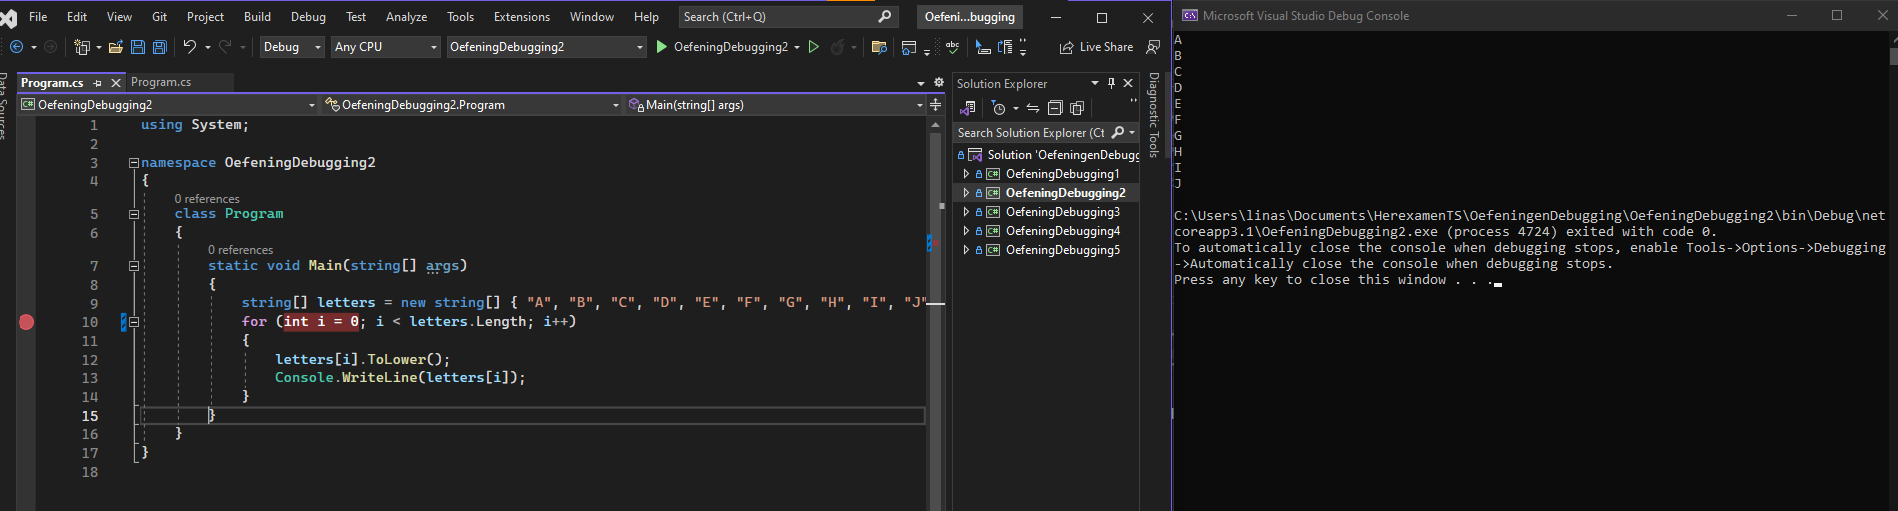 File Edit View Git Project Build Debug Test Analyze Tools Extensions Window Help Search (Ctrl+Q) Oefeni...bugging
Debug Any CPU OefeningDebugging2 OefeningDebugging2 Live Share
Data Sources
Program.cs Program.cs
OefeningDebugging2 OefeningDebugging2.Program Main(string[] args)
1 using System;
2
3 namespace OefeningDebugging2
4 {
0 references
5 class Program
6 {
0 references
7 static void Main(string[] args)
8 {
9 string[] letters = new string[] { "A", "B", "C", "D", "E", "F", "G", "H", "I", "J"
10 for (int i = 0; i < letters.Length; i++)
11 {
12 letters[i].ToLower();
13 Console.WriteLine(letters[i]);
14 }
15 }
16 }
17 }
18
Solution Explorer
Search Solution Explorer (Ct
Solution 'OefeningenDebugg
OefeningDebugging1
OefeningDebugging2
OefeningDebugging3
OefeningDebugging4
OefeningDebugging5
Diagnostic Tools
Microsoft Visual Studio Debug Console
A
B
C
D
E
F
G
H
I
J
C:\Users\linas\Documents\HerexamenTS\OefeningenDebugging\OefeningDebugging2\bin\Debug\net
coreapp3.1\OefeningDebugging2.exe (process 4724) exited with code 0.
To automatically close the console when debugging stops, enable Tools->Options->Debugging
->Automatically close the console when debugging stops.
Press any key to close this window . . .